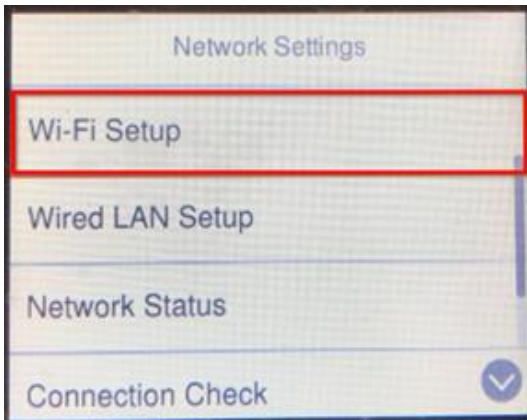 Network Settings
Wi-Fi Setup
Wired LAN Setup
Network Status
Connection Check